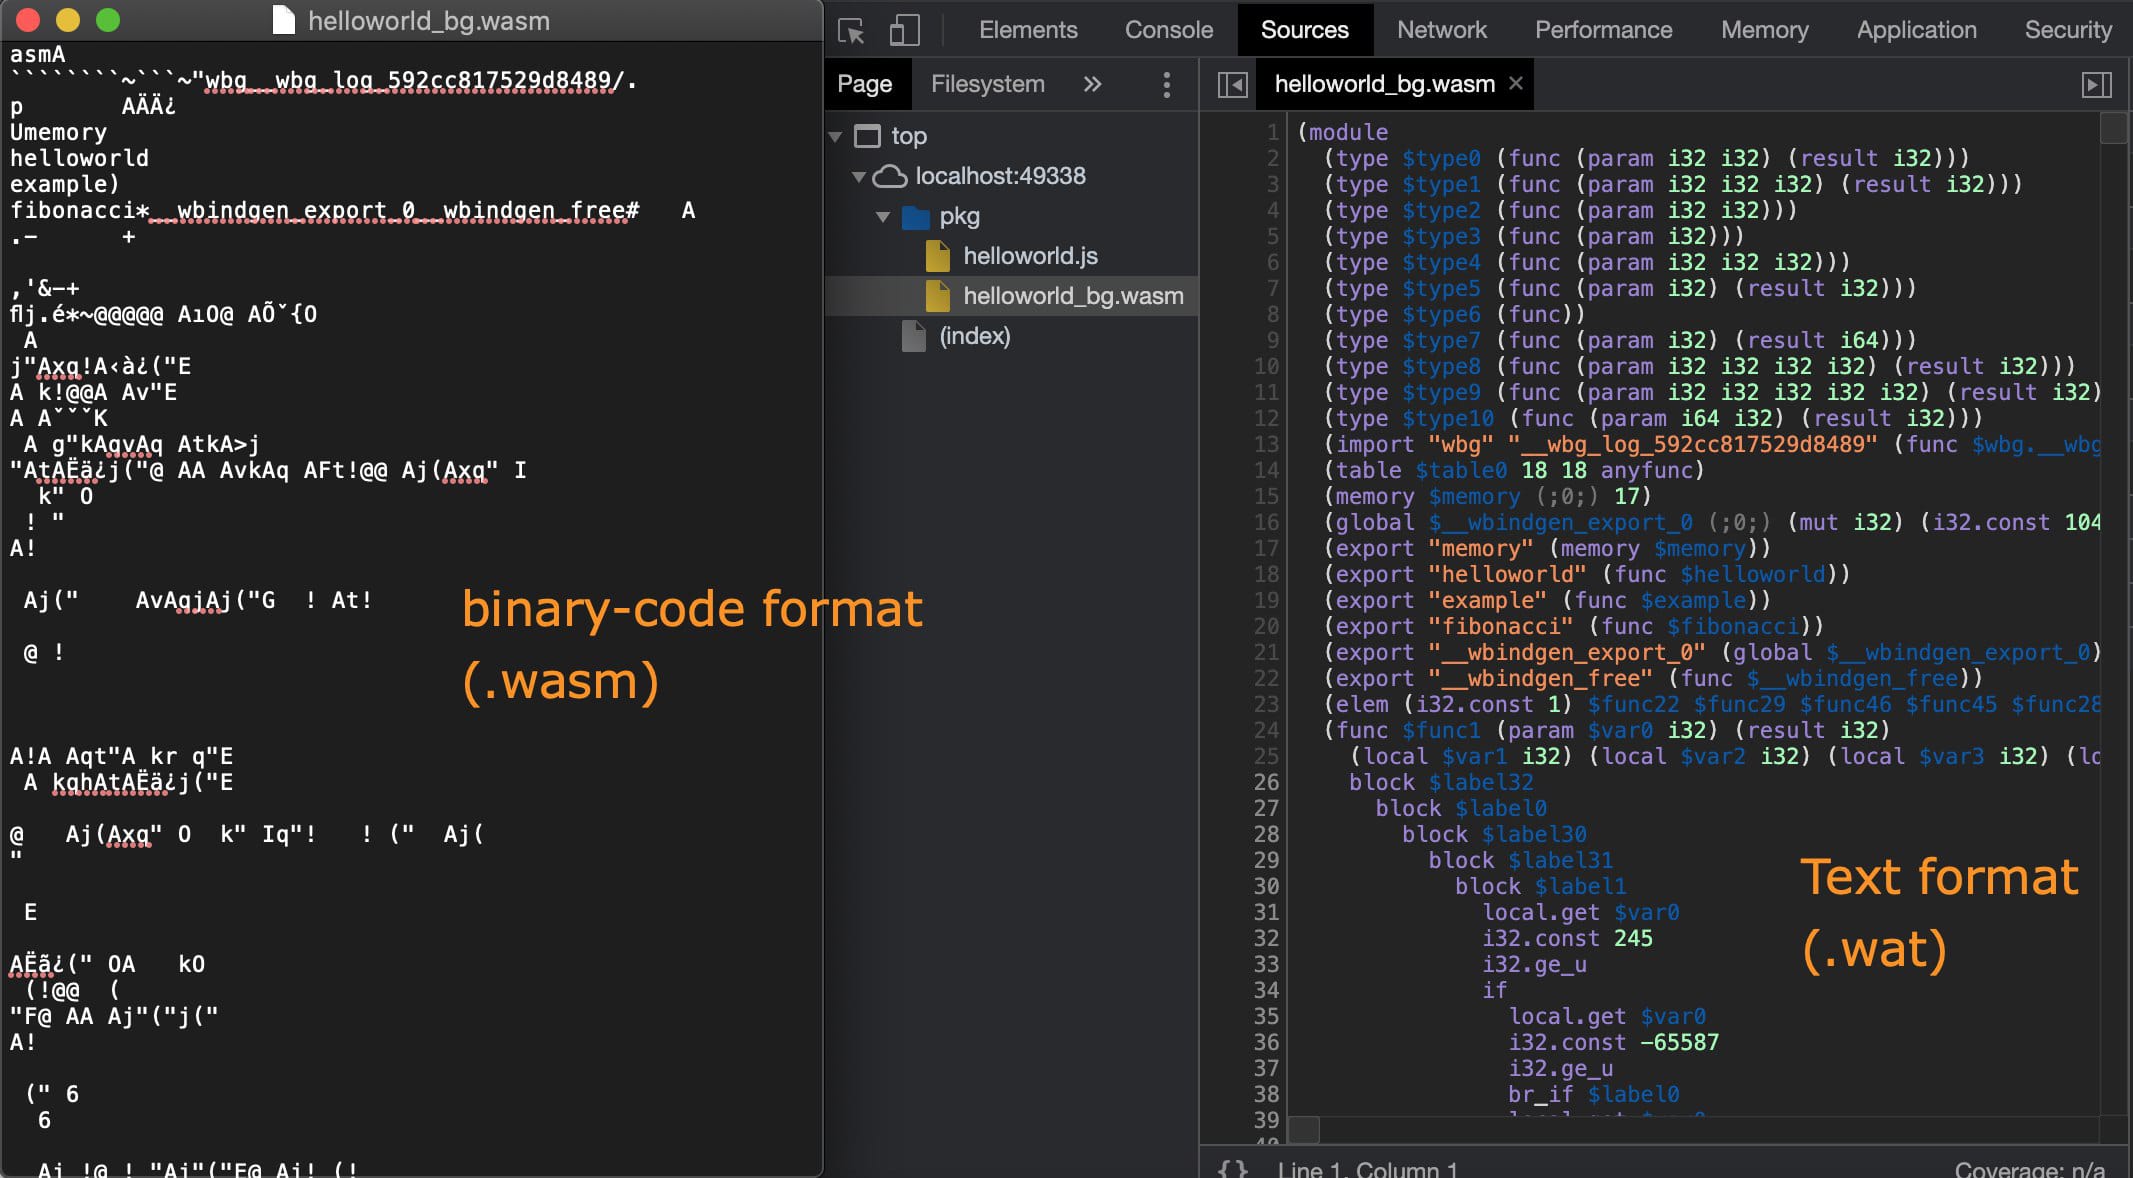 helloworld_bg.wasm
asmA
````````~```~"wbg__wbg_log_592cc817529d8489/.
p AÄÄ¿
Umemory
helloworld
example)
fibonacci*__wbindgen_export_0__wbindgen_free# A
.– +
,'&–+
ﬂj.é*~@@@@@ AıO@ AÕˇ{O
A
j"Axq!A‹à¿("E
A k!@@A Av"E
A AˇˇˇK
A g"kAgvAq AtkA>j
"AtAËä¿j("@ AA AvkAq AFt!@@ Aj(Axq" I
k" O
! "
A!
Aj(" AvAqjAj("G ! At!
@ !
A!A Aqt"A kr q"E
A kqhAtAËä¿j("E
@ Aj(Axq" O k" Iq"! ! (" Aj(
"
E
AËã¿(" OA kO
(!@@ (
"F@ AA Aj"("j("
A!
(" 6
6
Aj !@ ! "Aj"("E@ Aj! (!
binary-code format
(.wasm)
Elements Console Sources Network Performance Memory Application Security
Page Filesystem »
top
localhost:49338
pkg
helloworld.js
helloworld_bg.wasm
(index)
helloworld_bg.wasm ×
1 (module
2 (type $type0 (func (param i32 i32) (result i32)))
3 (type $type1 (func (param i32 i32 i32) (result i32)))
4 (type $type2 (func (param i32 i32)))
5 (type $type3 (func (param i32)))
6 (type $type4 (func (param i32 i32 i32)))
7 (type $type5 (func (param i32) (result i32)))
8 (type $type6 (func))
9 (type $type7 (func (param i32) (result i64)))
10 (type $type8 (func (param i32 i32 i32 i32) (result i32)))
11 (type $type9 (func (param i32 i32 i32 i32 i32) (result i32)
12 (type $type10 (func (param i64 i32) (result i32)))
13 (import "wbg" "__wbg_log_592cc817529d8489" (func $wbg.__wbg
14 (table $table0 18 18 anyfunc)
15 (memory $memory (;0;) 17)
16 (global $__wbindgen_export_0 (;0;) (mut i32) (i32.const 104
17 (export "memory" (memory $memory))
18 (export "helloworld" (func $helloworld))
19 (export "example" (func $example))
20 (export "fibonacci" (func $fibonacci))
21 (export "__wbindgen_export_0" (global $__wbindgen_export_0)
22 (export "__wbindgen_free" (func $__wbindgen_free))
23 (elem (i32.const 1) $func22 $func29 $func46 $func45 $func28
24 (func $func1 (param $var0 i32) (result i32)
25 (local $var1 i32) (local $var2 i32) (local $var3 i32) (lo
26 block $label32
27 block $label0
28 block $label30
29 block $label31
30 block $label1
31 local.get $var0
32 i32.const 245
33 i32.ge_u
34 if
35 local.get $var0
36 i32.const -65587
37 i32.ge_u
38 br_if $label0
39 local.get $var0
40
Text format
(.wat)
{} Line 1, Column 1
Coverage: n/a